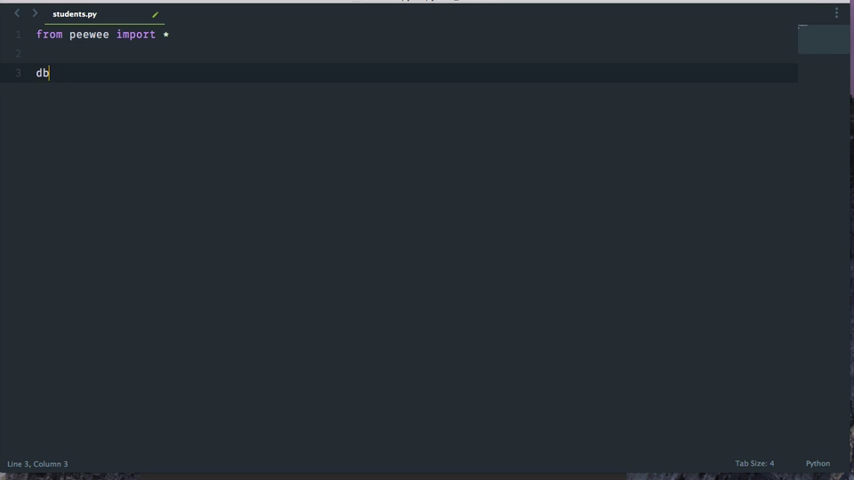 students.py
1 from peewee import *
2
3 db
Line 3, Column 3
Tab Size: 4
Python